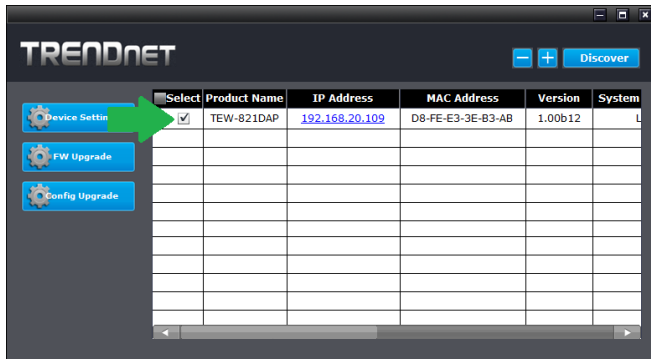 TRENDnet
Discover
Select Product Name IP Address MAC Address Version System
Device Settin
TEW-821DAP 192.168.20.109 D8-FE-E3-3E-B3-AB 1.00b12 L
FW Upgrade
Config Upgrade